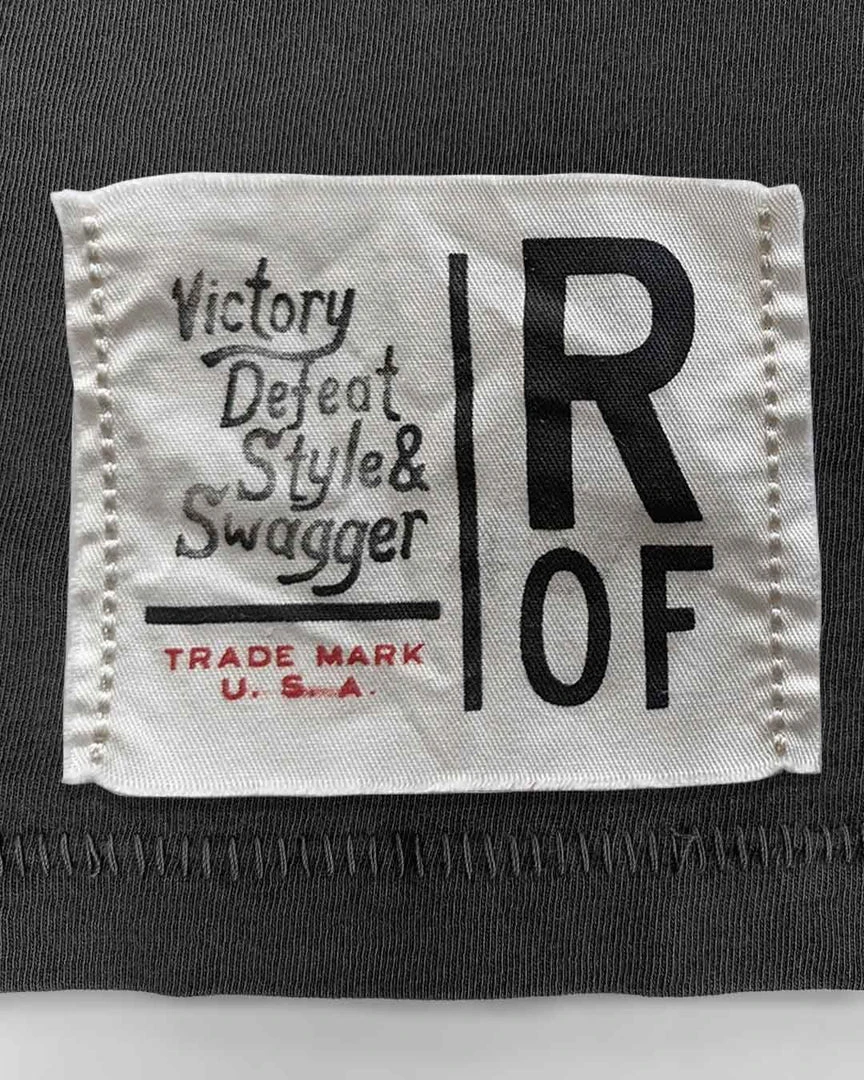 Victory
Defeat
Style &
Swagger
TRADE MARK
U. S. A.
R
OF